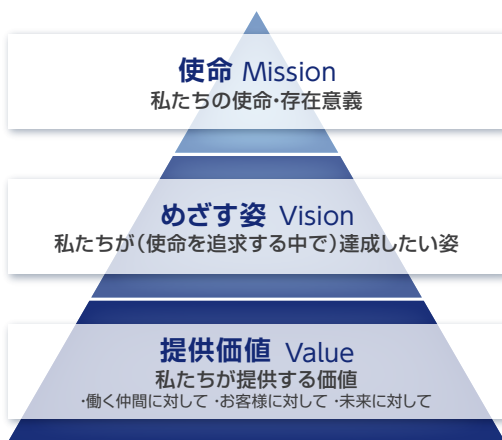 使命 Mission
私たちの使命・存在意義
めざす姿 Vision
私たちが(使命を追求する中で)達成したい姿
提供価値 Value
私たちが提供する価値
・働く仲間に対して ・お客様に対して ・未来に対して